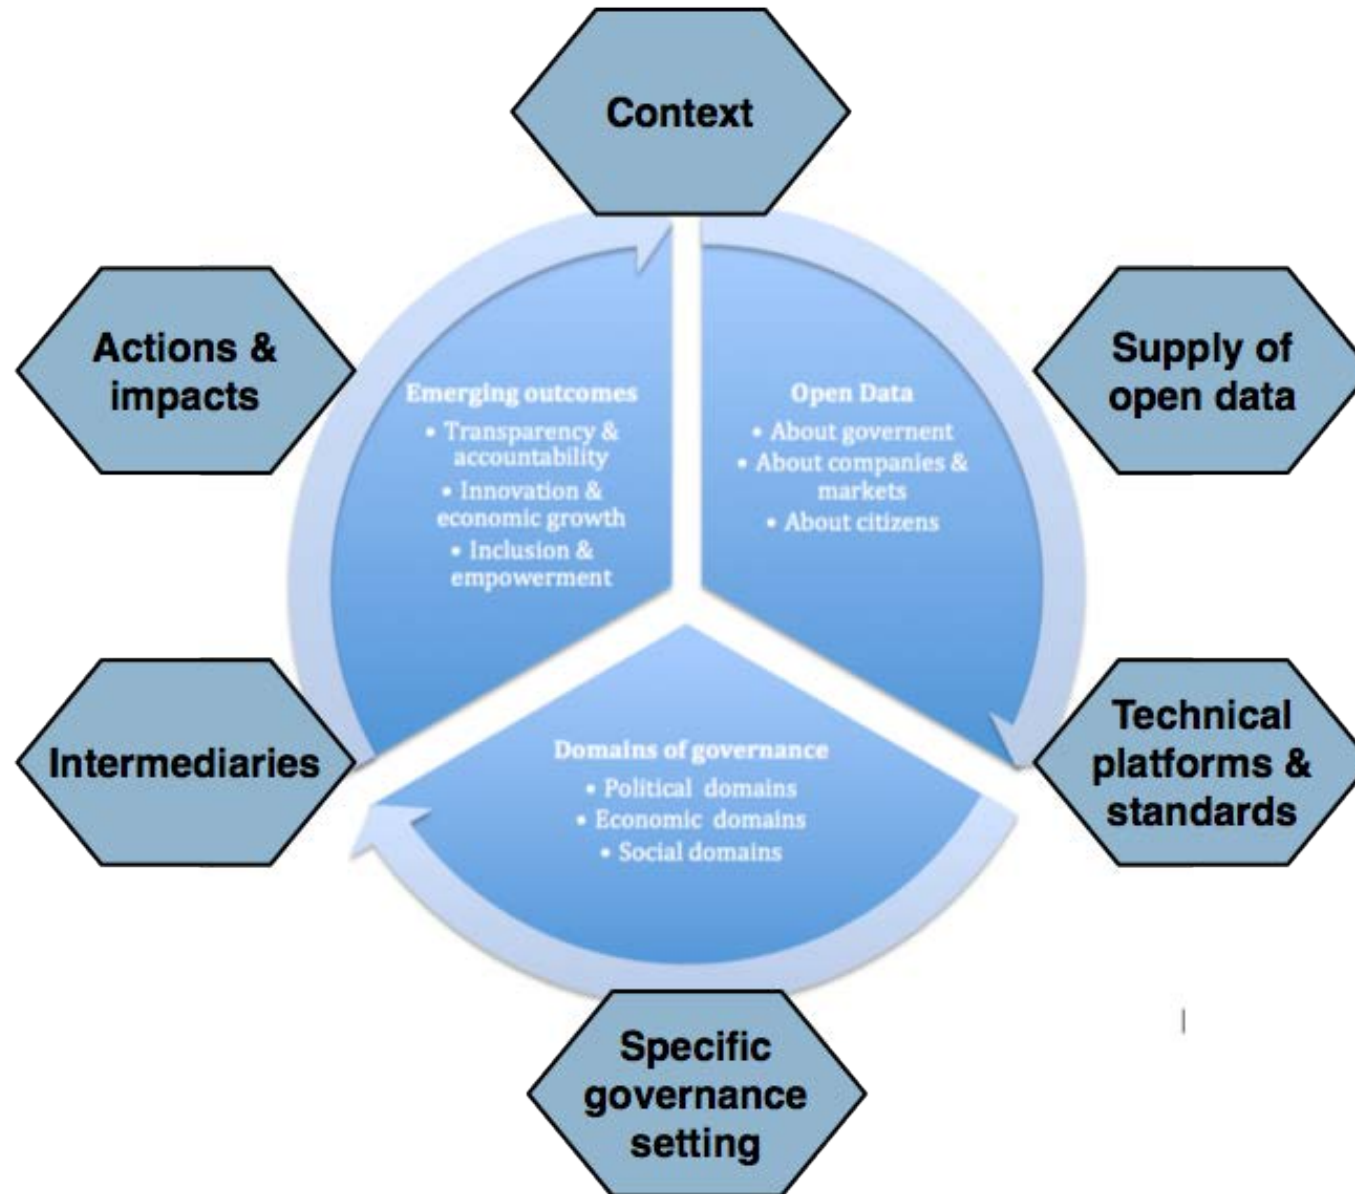 Context
Actions &
impacts
Supply of
open data
Emerging outcomes
• Transparency &
accountability
• Innovation &
economic growth
• Inclusion &
empowerment
Open Data
• About governent
• About companies &
markets
• About citizens
Intermediaries
Technical
platforms &
standards
Domains of governance
• Political domains
• Economic domains
• Social domains
Specific
governance
setting